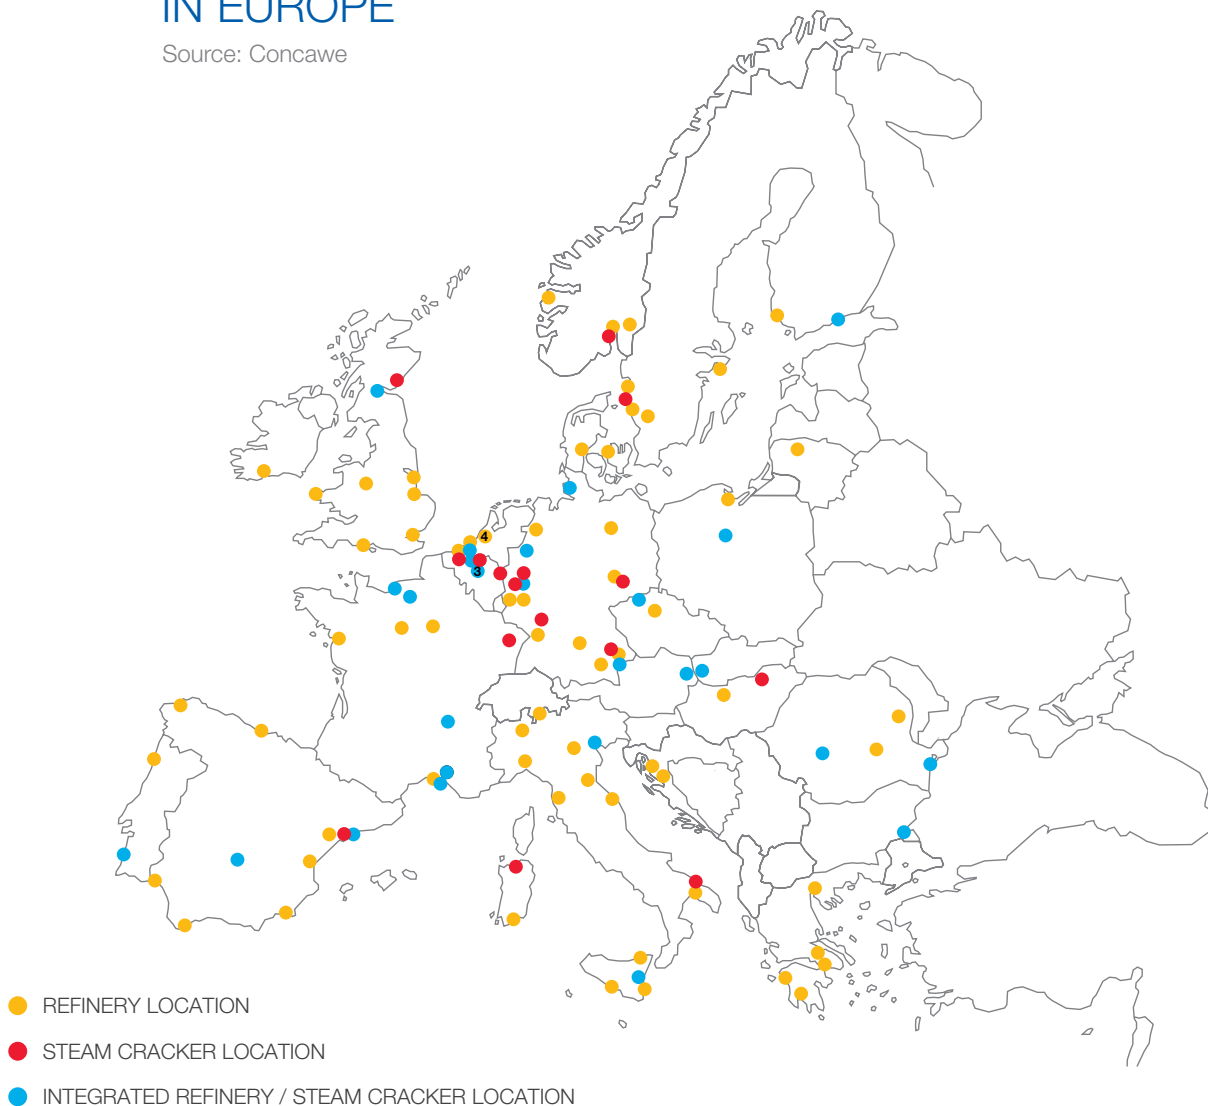 IN EUROPE
Source: Concawe
4
3
REFINERY LOCATION
STEAM CRACKER LOCATION
INTEGRATED REFINERY / STEAM CRACKER LOCATION